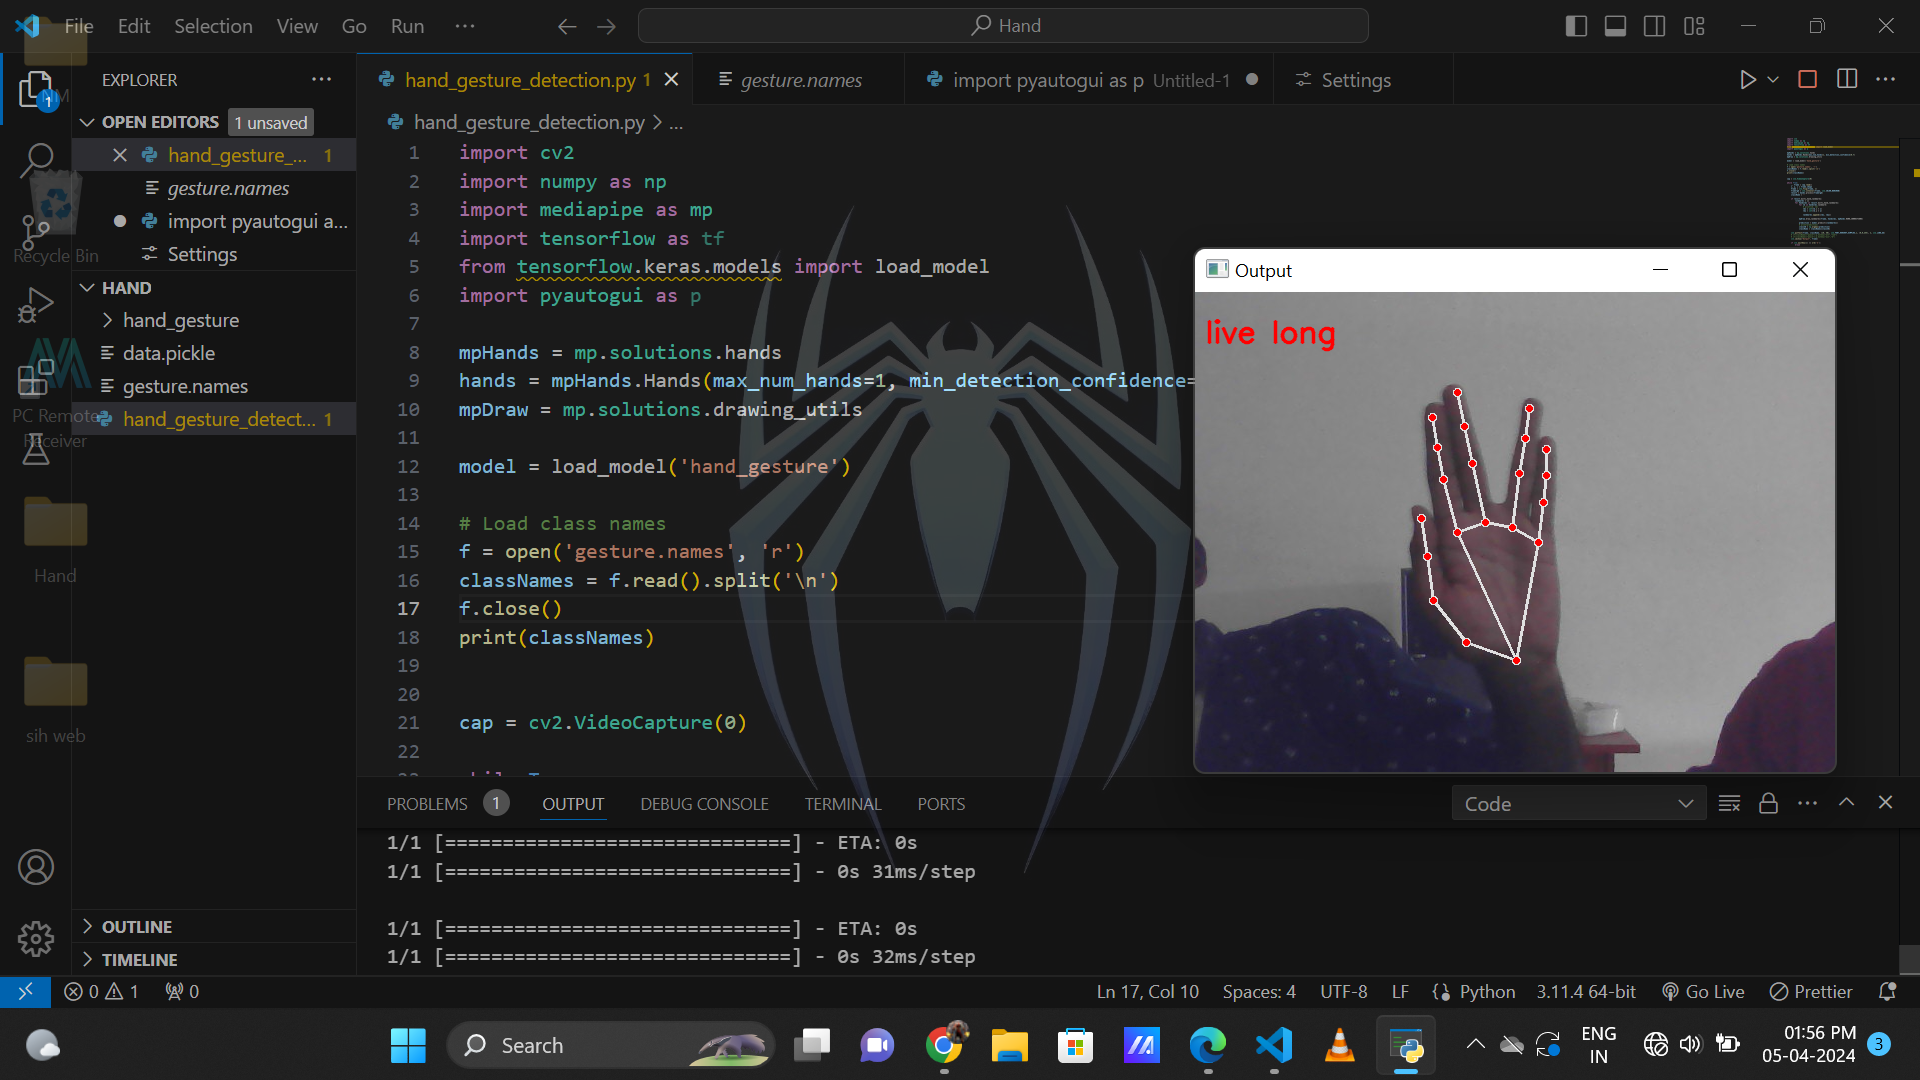 File Edit Selection View Go Run ···
Hand
EXPLORER ···
OPEN EDITORS 1 unsaved
hand_gesture_... 1
gesture.names
import pyautogui a...
Settings
HAND
hand_gesture
data.pickle
gesture.names
hand_gesture_detect... 1
OUTLINE
TIMELINE
1
NM
Recycle Bin
PC Remote
Receiver
Hand
sih web
hand_gesture_detection.py 1
gesture.names
import pyautogui as p Untitled-1
Settings
hand_gesture_detection.py > ...
1 import cv2
2 import numpy as np
3 import mediapipe as mp
4 import tensorflow as tf
5 from tensorflow.keras.models import load_model
6 import pyautogui as p
7
8 mpHands = mp.solutions.hands
9 hands = mpHands.Hands(max_num_hands=1, min_detection_confidence=
10 mpDraw = mp.solutions.drawing_utils
11
12 model = load_model('hand_gesture')
13
14 # Load class names
15 f = open('gesture.names', 'r')
16 classNames = f.read().split('\n')
17 f.close()
18 print(classNames)
19
20
21 cap = cv2.VideoCapture(0)
22
Output
live long
PROBLEMS 1 OUTPUT DEBUG CONSOLE TERMINAL PORTS
Code
1/1 [==============================] - ETA: 0s
1/1 [==============================] - 0s 31ms/step
1/1 [==============================] - ETA: 0s
1/1 [==============================] - 0s 32ms/step
0 1 0
Ln 17, Col 10 Spaces: 4 UTF-8 LF Python 3.11.4 64-bit Go Live Prettier
Search
ENG
IN
01:56 PM
05-04-2024
3